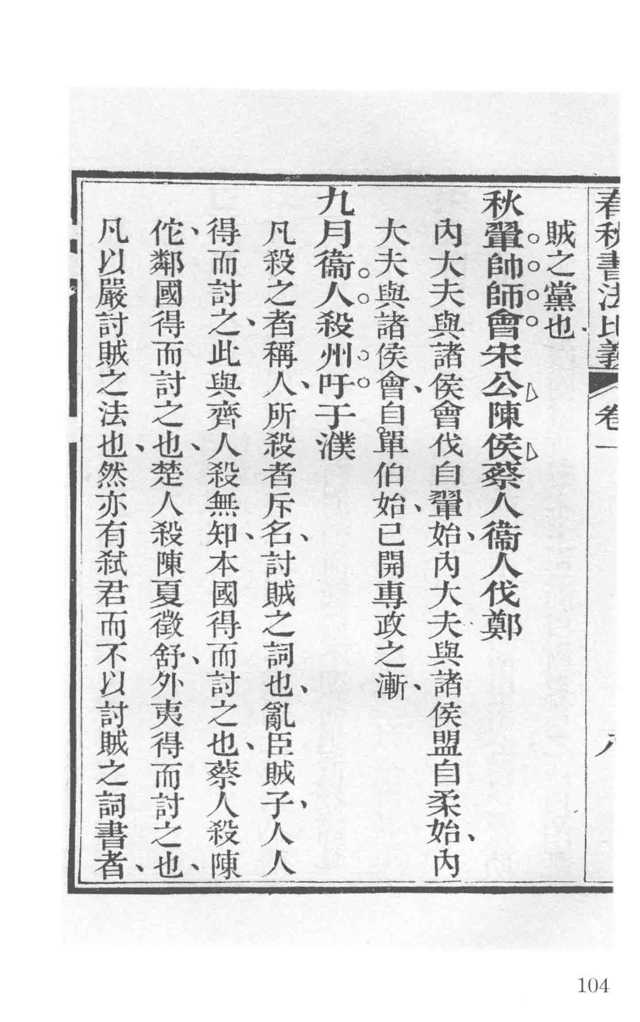 春秋書法比義 卷一 八
賊之黨也、
秋翬帥師會宋公陳侯蔡人衞人伐鄭
內大夫與諸侯會伐自翬始、內大夫與諸侯盟自柔始、內
大夫與諸侯會、自單伯始、已開專政之漸、
九月衞人殺州吁于濮
凡殺之者稱人、所殺者斥名、討賊之詞也、亂臣賊子、人人
得而討之、此與齊人殺無知、本國得而討之也、蔡人殺陳
佗、鄰國得而討之也、楚人殺陳夏徵舒、外夷得而討之也、
凡以嚴討賊之法也、然亦有弒君而不以討賊之詞書者、
104